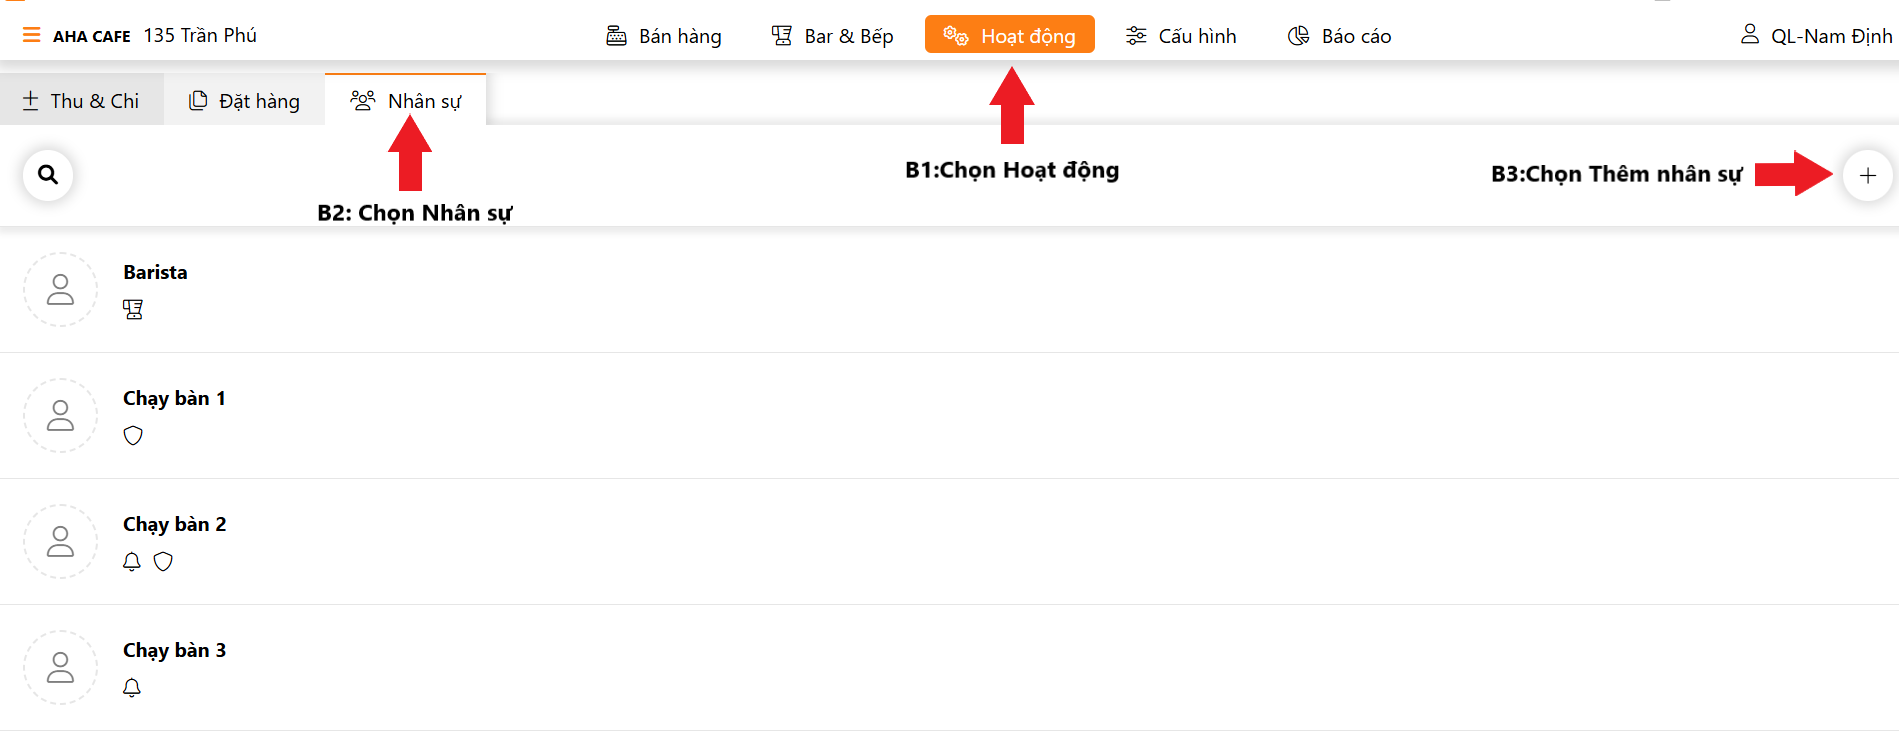 AHA CAFE 135 Trần Phú Bán hàng Bar & Bếp Hoạt động Cấu hình Báo cáo QL-Nam Định
Thu & Chi Đặt hàng Nhân sự
B1:Chọn Hoạt động
B3:Chọn Thêm nhân sự
B2: Chọn Nhân sự
Barista
Chạy bàn 1
Chạy bàn 2
Chạy bàn 3